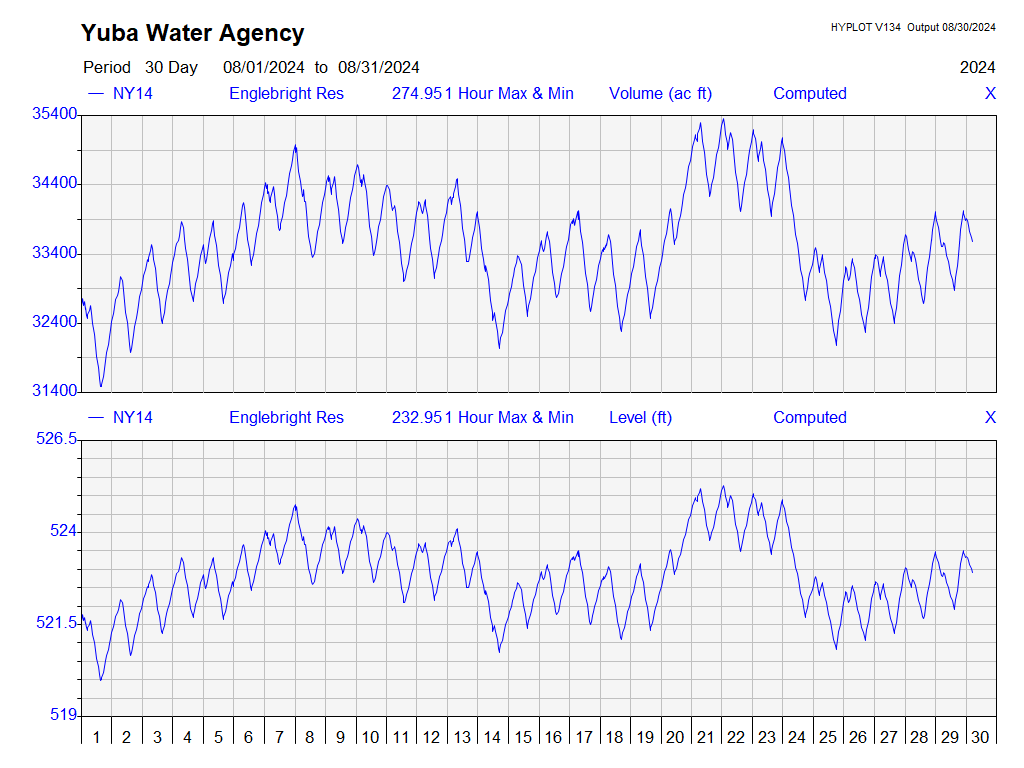 Yuba Water Agency
HYPLOT V134 Output 08/30/2024
Period 30 Day 08/01/2024 to 08/31/2024
2024
NY14 Englebright Res 274.951 Hour Max & Min Volume (ac ft) Computed X
35400
34400
33400
32400
31400
NY14 Englebright Res 232.951 Hour Max & Min Level (ft) Computed X
526.5
524
521.5
519
1 2 3 4 5 6 7 8 9 10 11 12 13 14 15 16 17 18 19 20 21 22 23 24 25 26 27 28 29 30